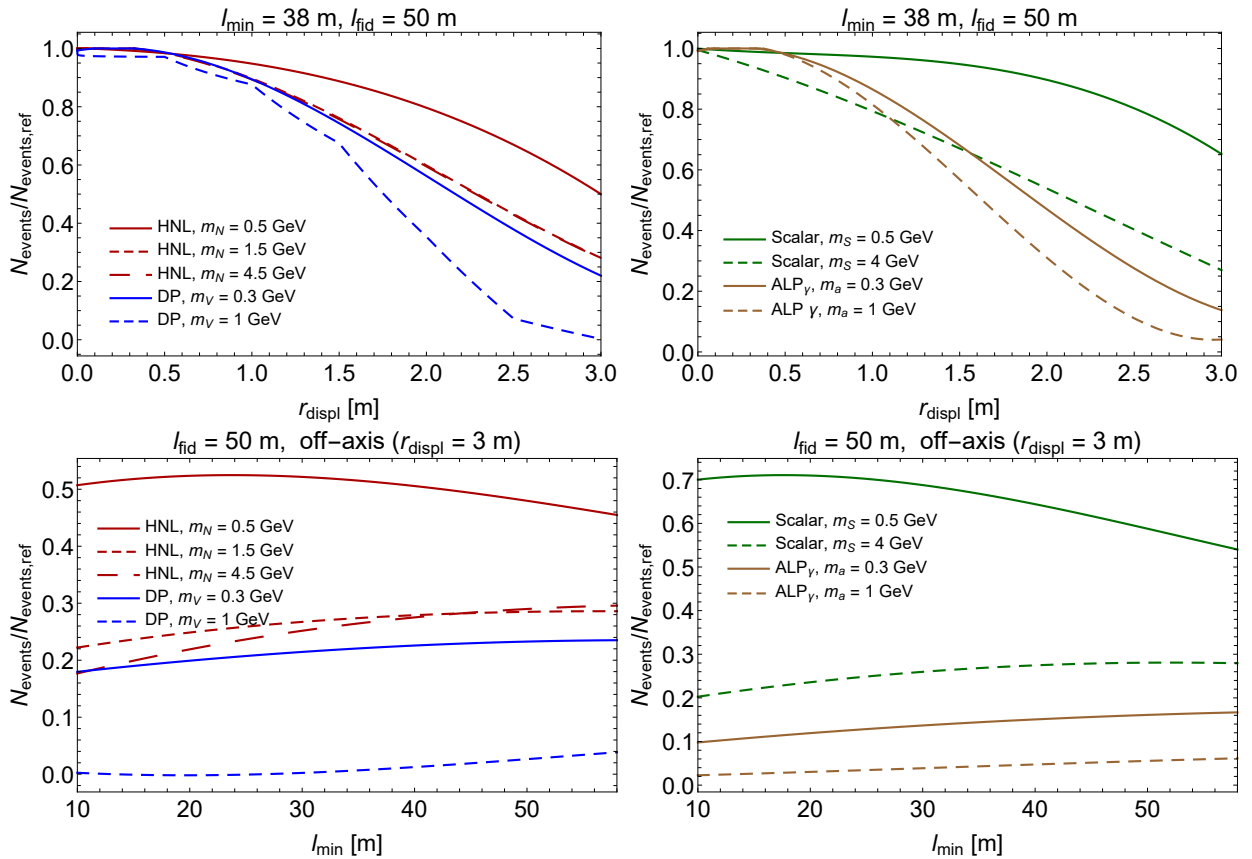 l_min = 38 m, l_fid = 50 m
N_events/N_events,ref
1.0
0.8
0.6
0.4
0.2
0.0
HNL, m_N = 0.5 GeV
HNL, m_N = 1.5 GeV
HNL, m_N = 4.5 GeV
DP, m_V = 0.3 GeV
DP, m_V = 1 GeV
0.0 0.5 1.0 1.5 2.0 2.5 3.0
r_displ [m]
l_min = 38 m, l_fid = 50 m
N_events/N_events,ref
1.0
0.8
0.6
0.4
0.2
0.0
Scalar, m_S = 0.5 GeV
Scalar, m_S = 4 GeV
ALP_γ, m_a = 0.3 GeV
ALP γ, m_a = 1 GeV
0.0 0.5 1.0 1.5 2.0 2.5 3.0
r_displ [m]
l_fid = 50 m, off-axis (r_displ = 3 m)
N_events/N_events,ref
0.5
0.4
0.3
0.2
0.1
0.0
HNL, m_N = 0.5 GeV
HNL, m_N = 1.5 GeV
HNL, m_N = 4.5 GeV
DP, m_V = 0.3 GeV
DP, m_V = 1 GeV
10 20 30 40 50
l_min [m]
l_fid = 50 m, off-axis (r_displ = 3 m)
N_events/N_events,ref
0.7
0.6
0.5
0.4
0.3
0.2
0.1
0.0
Scalar, m_S = 0.5 GeV
Scalar, m_S = 4 GeV
ALP_γ, m_a = 0.3 GeV
ALP_γ, m_a = 1 GeV
10 20 30 40 50
l_min [m]